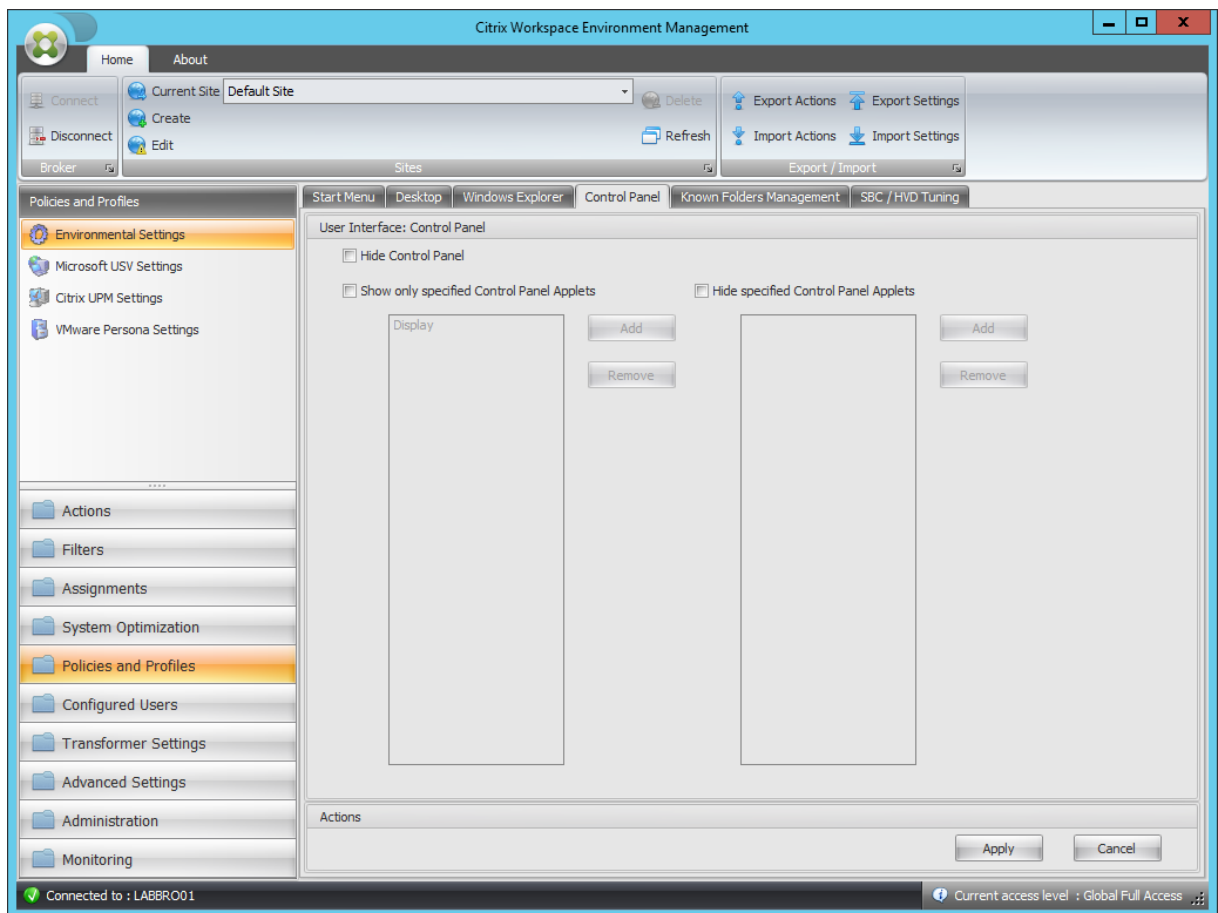 Citrix Workspace Environment Management
Home About
Connect
Disconnect
Broker
Current Site Default Site
Create
Edit
Delete
Refresh
Sites
Export Actions Export Settings
Import Actions Import Settings
Export / Import
Policies and Profiles
Environmental Settings
Microsoft USV Settings
Citrix UPM Settings
VMware Persona Settings
Actions
Filters
Assignments
System Optimization
Policies and Profiles
Configured Users
Transformer Settings
Advanced Settings
Administration
Monitoring
Start Menu Desktop Windows Explorer Control Panel Known Folders Management SBC / HVD Tuning
User Interface: Control Panel
Hide Control Panel
Show only specified Control Panel Applets
Display
Add
Remove
Hide specified Control Panel Applets
Add
Remove
Actions
Apply Cancel
Connected to : LABBRO01
Current access level : Global Full Access